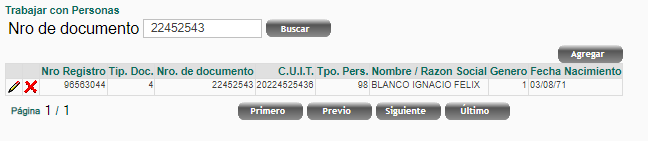 Trabajar con Personas
Nro de documento 22452543 Buscar
Agregar
Nro Registro Tip. Doc. Nro. de documento C.U.I.T. Tpo. Pers. Nombre / Razon Social Genero Fecha Nacimiento
96563044 4 22452543 20224525436 98 BLANCO IGNACIO FELIX 1 03/08/71
Página 1 / 1 Primero Previo Siguiente Último